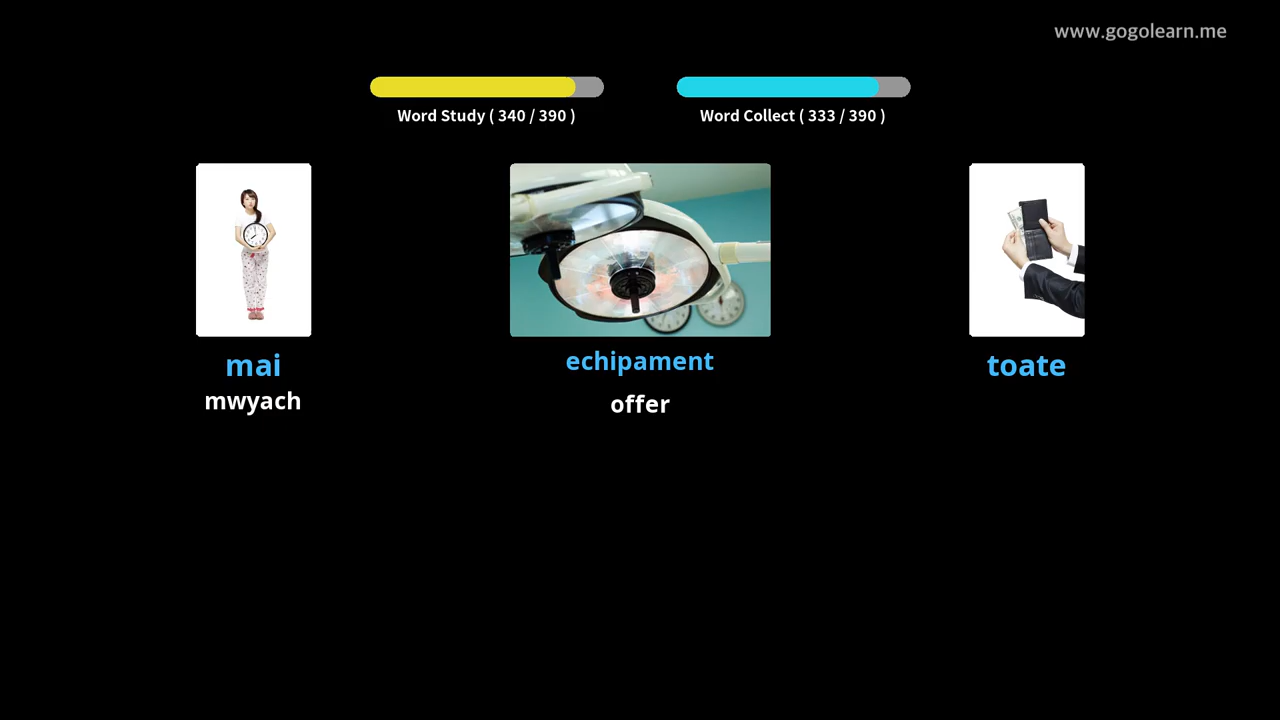 www.gogolearn.me
Word Study ( 340 / 390 )
Word Collect ( 333 / 390 )
mai
mwyach
echipament
offer
toate